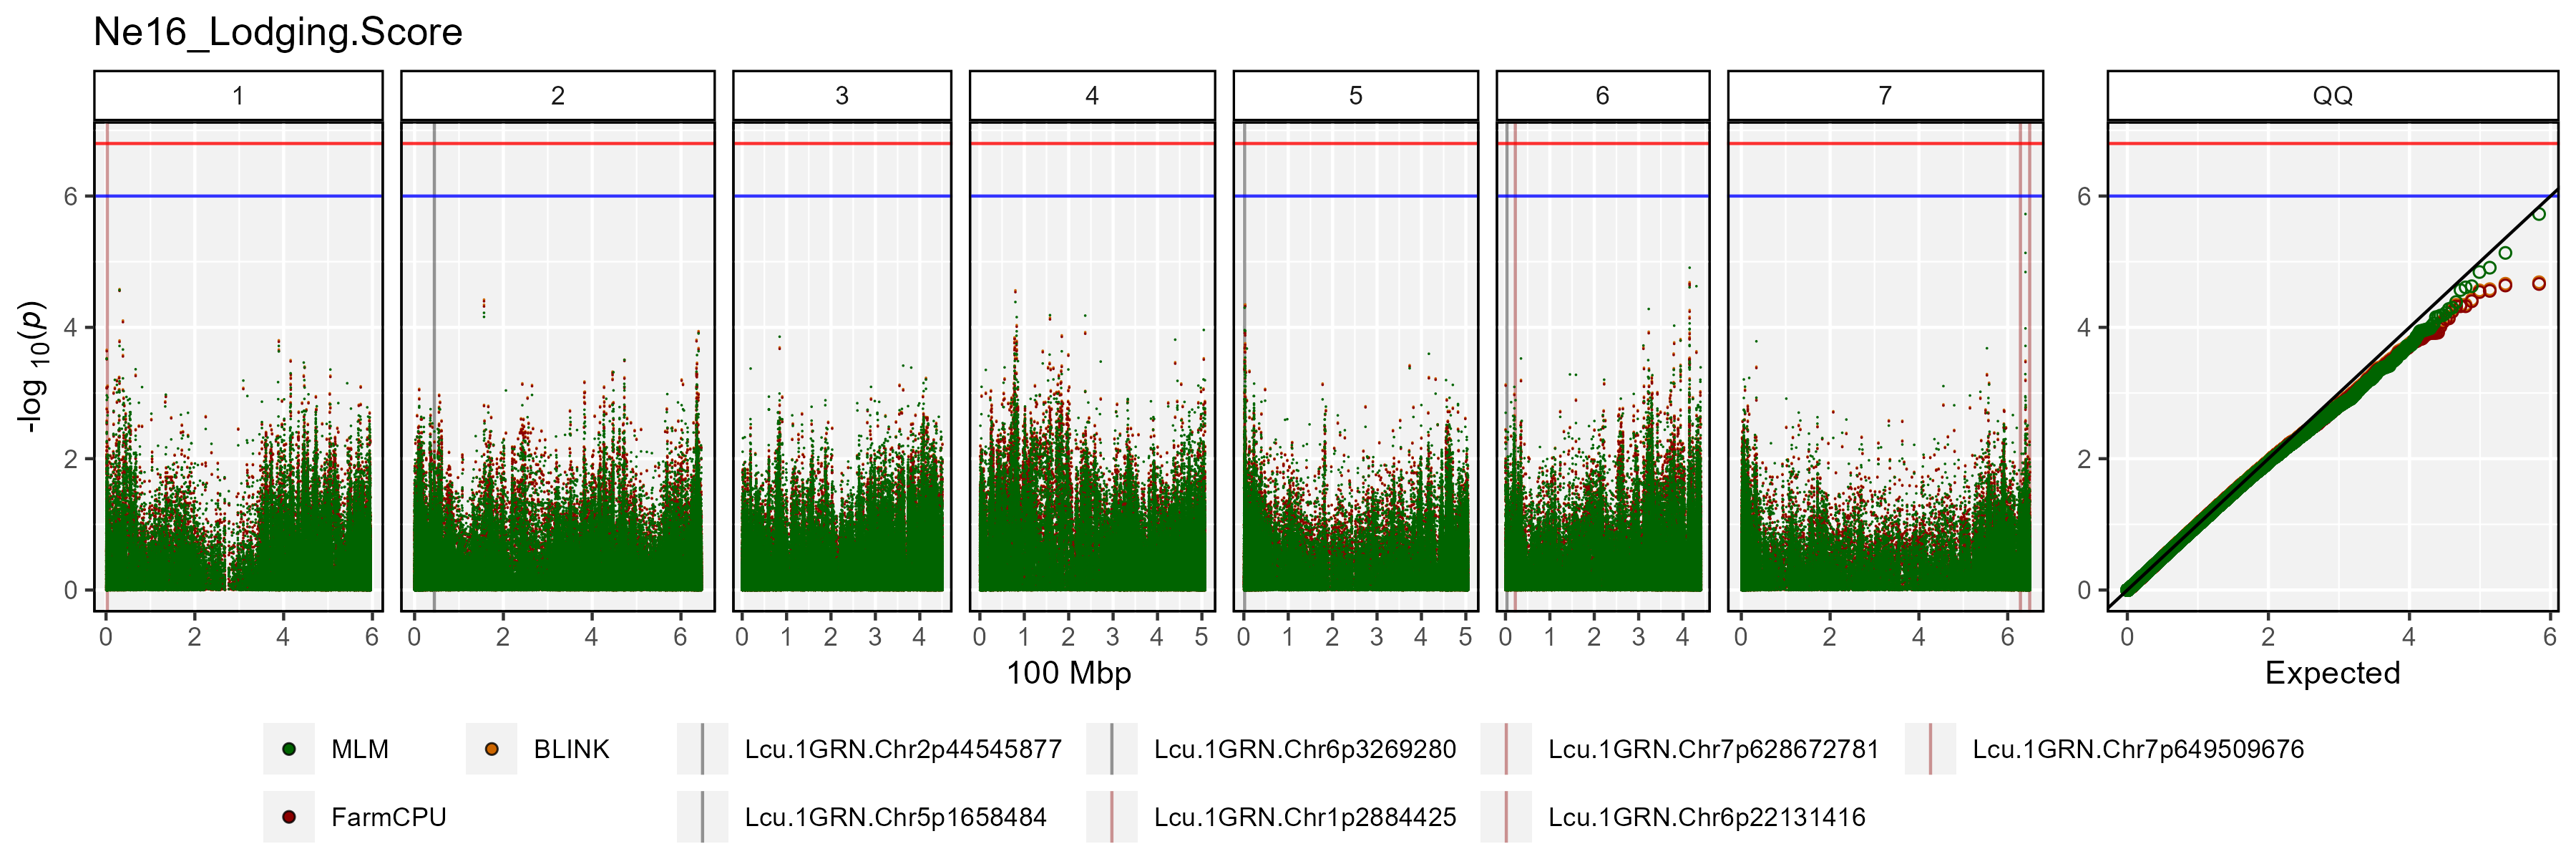 Ne16_Lodging.Score
1 2 3 4 5 6 7 QQ
-log 10(p)
6 6
4 4
2 2
0 0
0 2 4 6 0 2 4 6 0 1 2 3 4 0 1 2 3 4 5 0 1 2 3 4 5 0 1 2 3 4 0 2 4 6 0 2 4 6
100 Mbp Expected
MLM BLINK Lcu.1GRN.Chr2p44545877 Lcu.1GRN.Chr6p3269280 Lcu.1GRN.Chr7p628672781 Lcu.1GRN.Chr7p649509676
FarmCPU Lcu.1GRN.Chr5p1658484 Lcu.1GRN.Chr1p2884425 Lcu.1GRN.Chr6p22131416